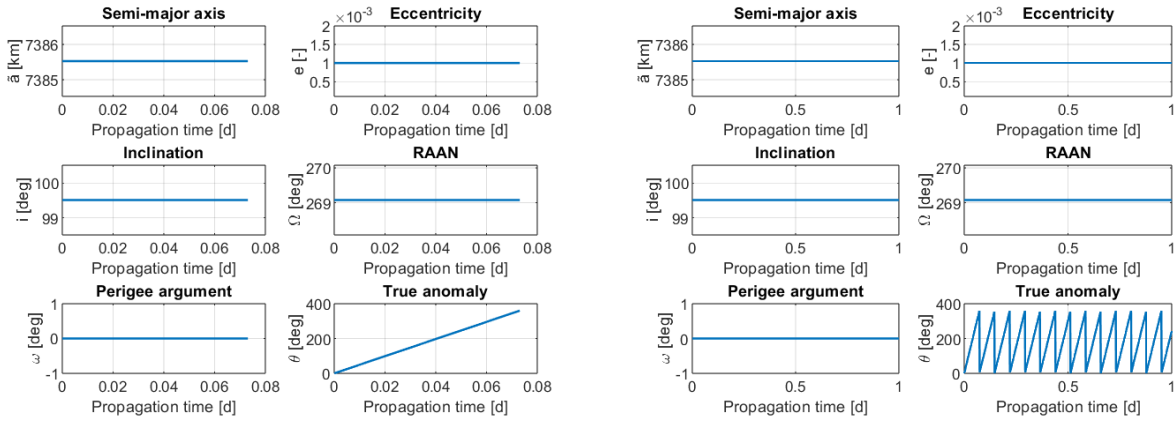 Semi-major axis
ã [km]
7386
7385
0 0.02 0.04 0.06 0.08
Propagation time [d]
×10⁻³ Eccentricity
e [-]
2
1.5
1
0.5
0 0.02 0.04 0.06 0.08
Propagation time [d]
Inclination
i [deg]
100
99
0 0.02 0.04 0.06 0.08
Propagation time [d]
RAAN
Ω [deg]
270
269
0 0.02 0.04 0.06 0.08
Propagation time [d]
Perigee argument
ω [deg]
1
0
-1
0 0.02 0.04 0.06 0.08
Propagation time [d]
True anomaly
θ [deg]
400
200
0
0 0.02 0.04 0.06 0.08
Propagation time [d]
Semi-major axis
ã [km]
7386
7385
0 0.5 1
Propagation time [d]
×10⁻³ Eccentricity
e [-]
2
1.5
1
0.5
0 0.5 1
Propagation time [d]
Inclination
i [deg]
100
99
0 0.5 1
Propagation time [d]
RAAN
Ω [deg]
270
269
0 0.5 1
Propagation time [d]
Perigee argument
ω [deg]
1
0
-1
0 0.5 1
Propagation time [d]
True anomaly
θ [deg]
400
200
0
0 0.5 1
Propagation time [d]